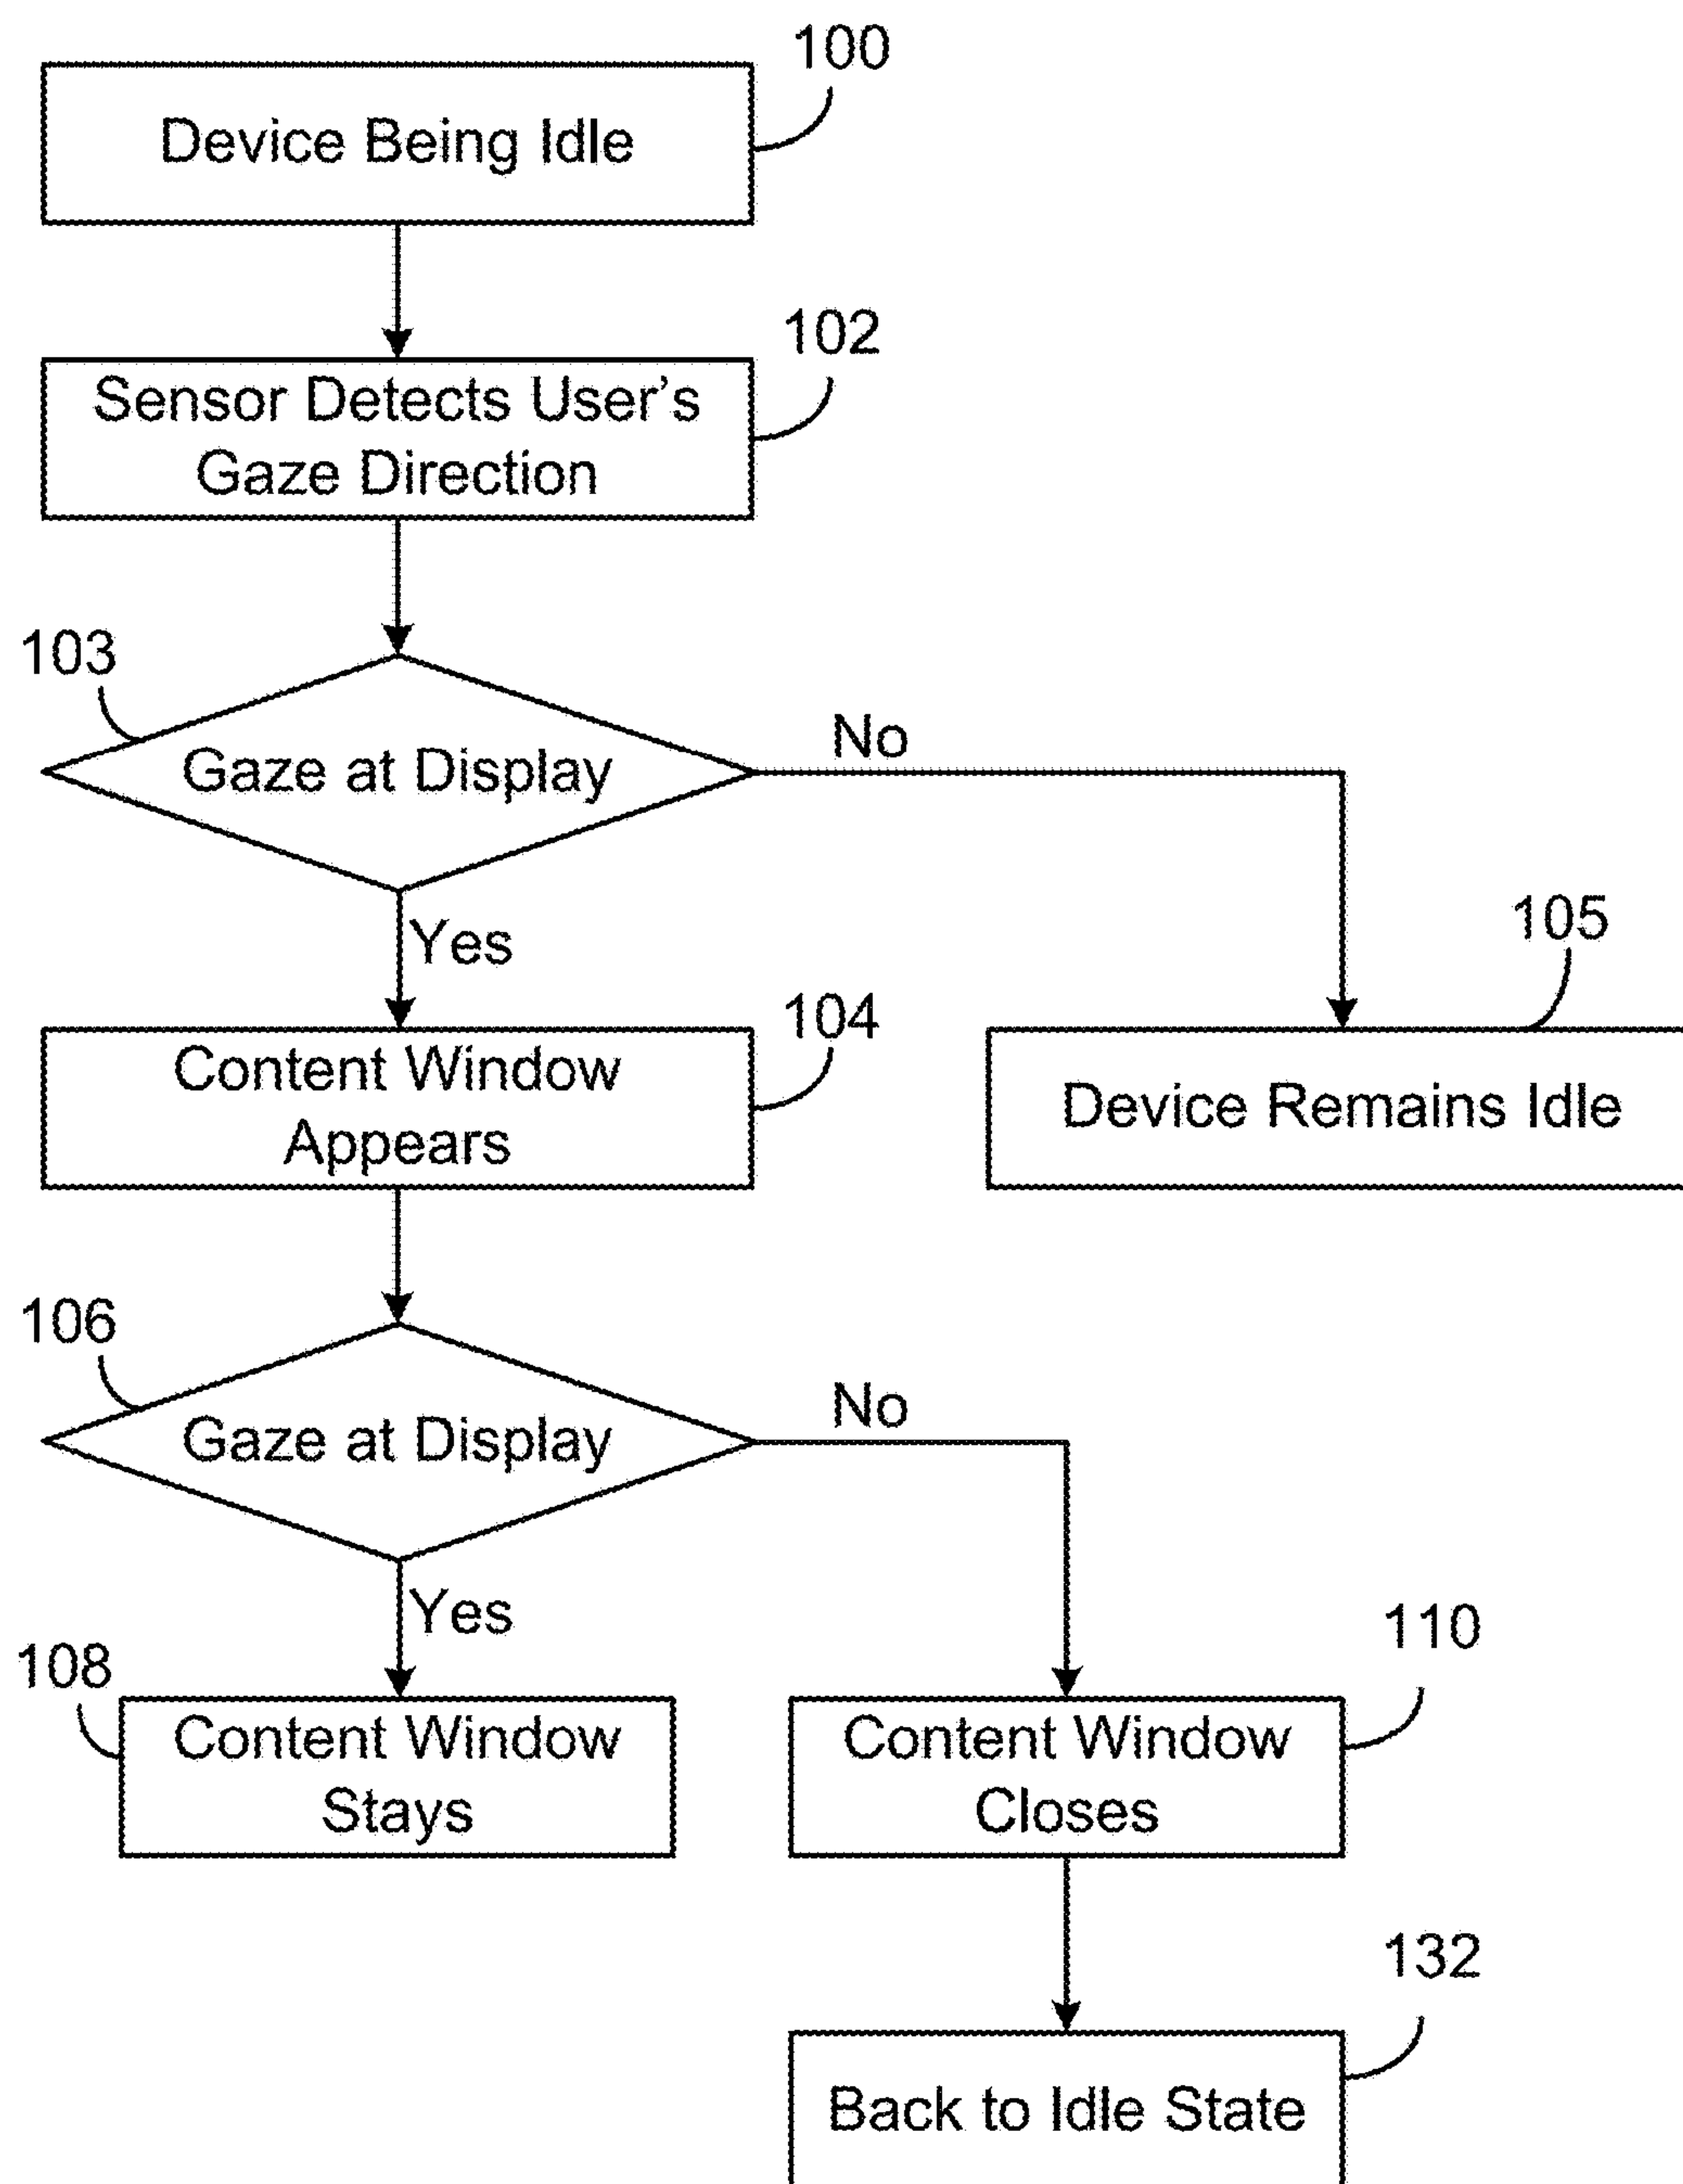 100
Device Being Idle
102
Sensor Detects User's
Gaze Direction
103
Gaze at Display
No
Yes
105
104
Content Window
Appears
Device Remains Idle
106
Gaze at Display
No
Yes
108
110
Content Window
Stays
Content Window
Closes
132
Back to Idle State